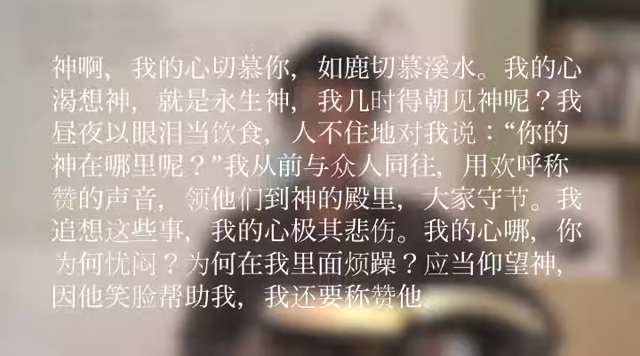 神啊，我的心切慕你，如鹿切慕溪水。我的心
渴想神，就是永生神，我几时得朝见神呢？我
昼夜以眼泪当饮食，人不住地对我说：“你的
神在哪里呢？”我从前与众人同往，用欢呼称
赞的声音，领他们到神的殿里，大家守节。我
追想这些事，我的心极其悲伤。我的心哪，你
为何忧闷？为何在我里面烦躁？应当仰望神，
因他笑脸帮助我，我还要称赞他。